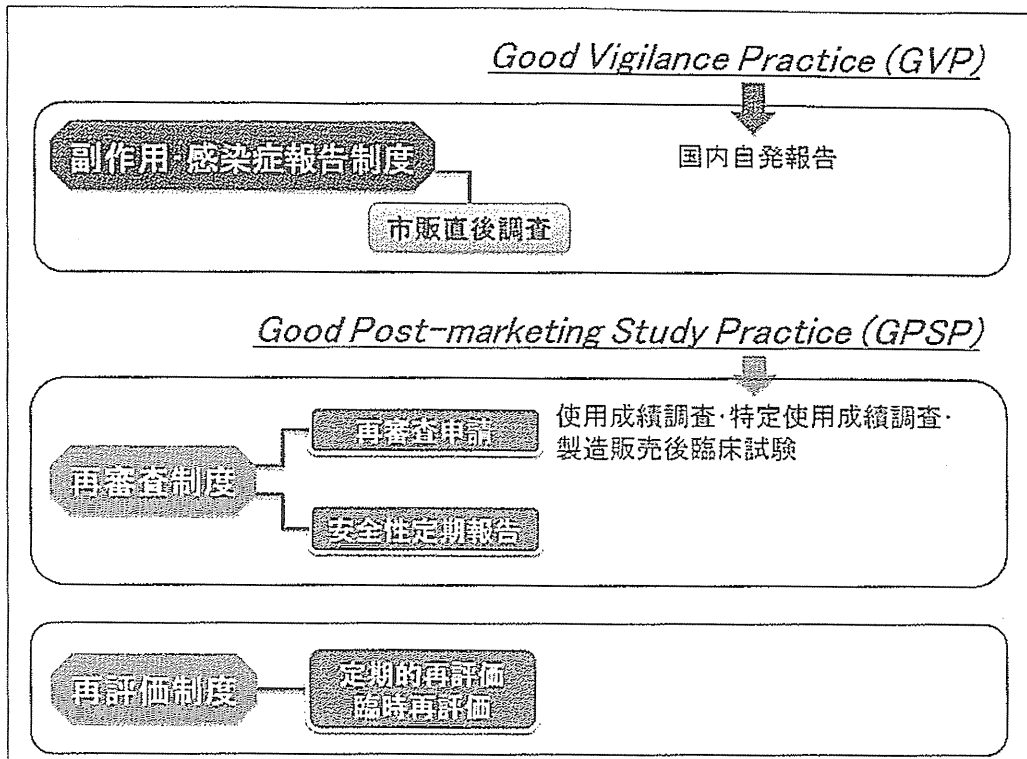 Good Vigilance Practice (GVP)
副作用・感染症報告制度
国内自発報告
市販直後調査
Good Post-marketing Study Practice (GPSP)
再審査申請
使用成績調査・特定使用成績調査・
製造販売後臨床試験
再審査制度
安全性定期報告
再評価制度
定期的再評価
臨時再評価